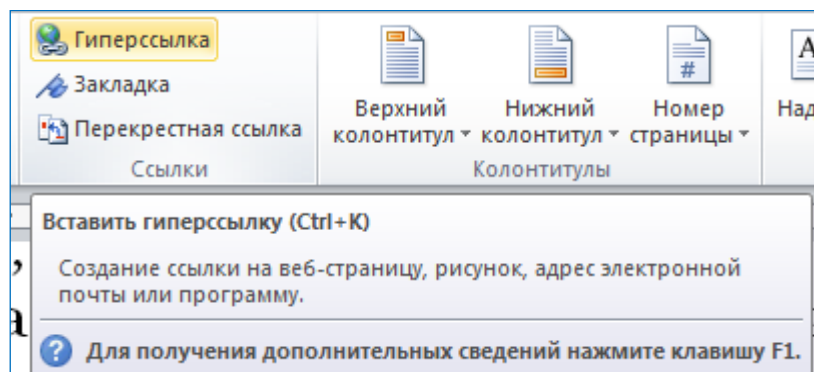 Гиперссылка
Закладка
Перекрестная ссылка
Ссылки
Верхний
колонтитул
Нижний
колонтитул
Номер
страницы
Колонтитулы
Вставить гиперссылку (Ctrl+K)
Создание ссылки на веб-страницу, рисунок, адрес электронной
почты или программу.
Для получения дополнительных сведений нажмите клавишу F1.